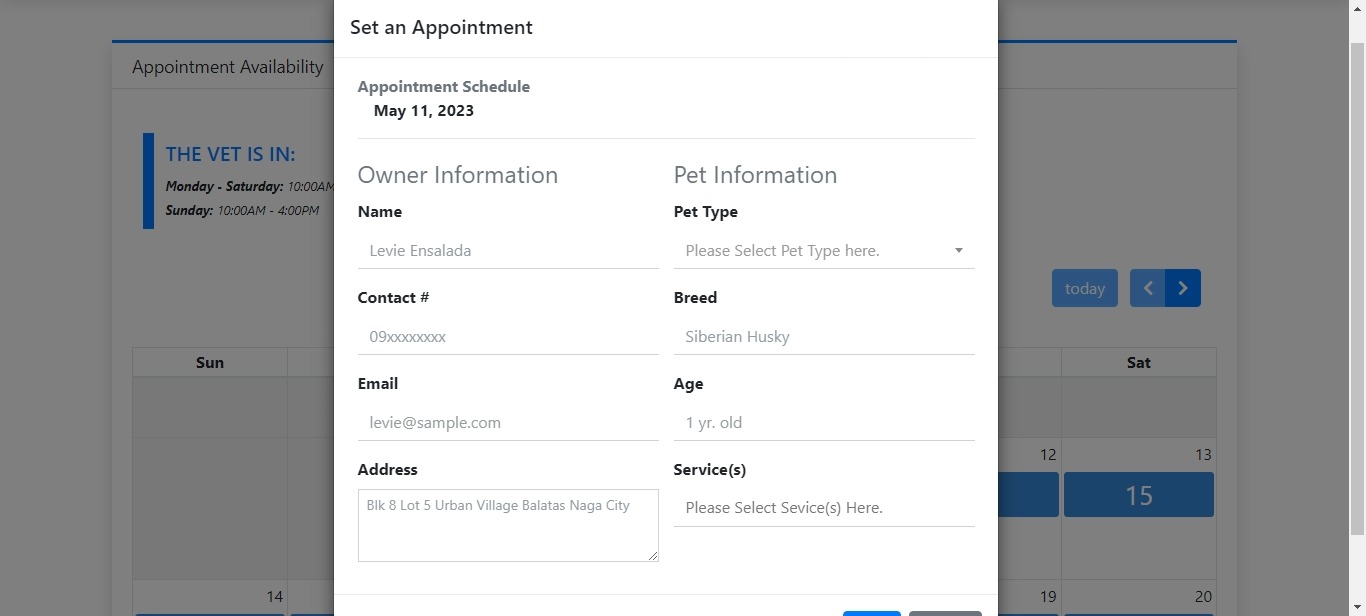 Set an Appointment
Appointment Availability
Appointment Schedule
May 11, 2023
THE VET IS IN:
Monday - Saturday: 10:00AM
Sunday: 10:00AM - 4:00PM
Owner Information
Name
Levie Ensalada
Contact #
09xxxxxxxx
Email
levie@sample.com
Address
Blk 8 Lot 5 Urban Village Balatas Naga City
Pet Information
Pet Type
Please Select Pet Type here.
Breed
Siberian Husky
Age
1 yr. old
Service(s)
Please Select Sevice(s) Here.
today
Sun
Sat
12
13
15
14
19
20